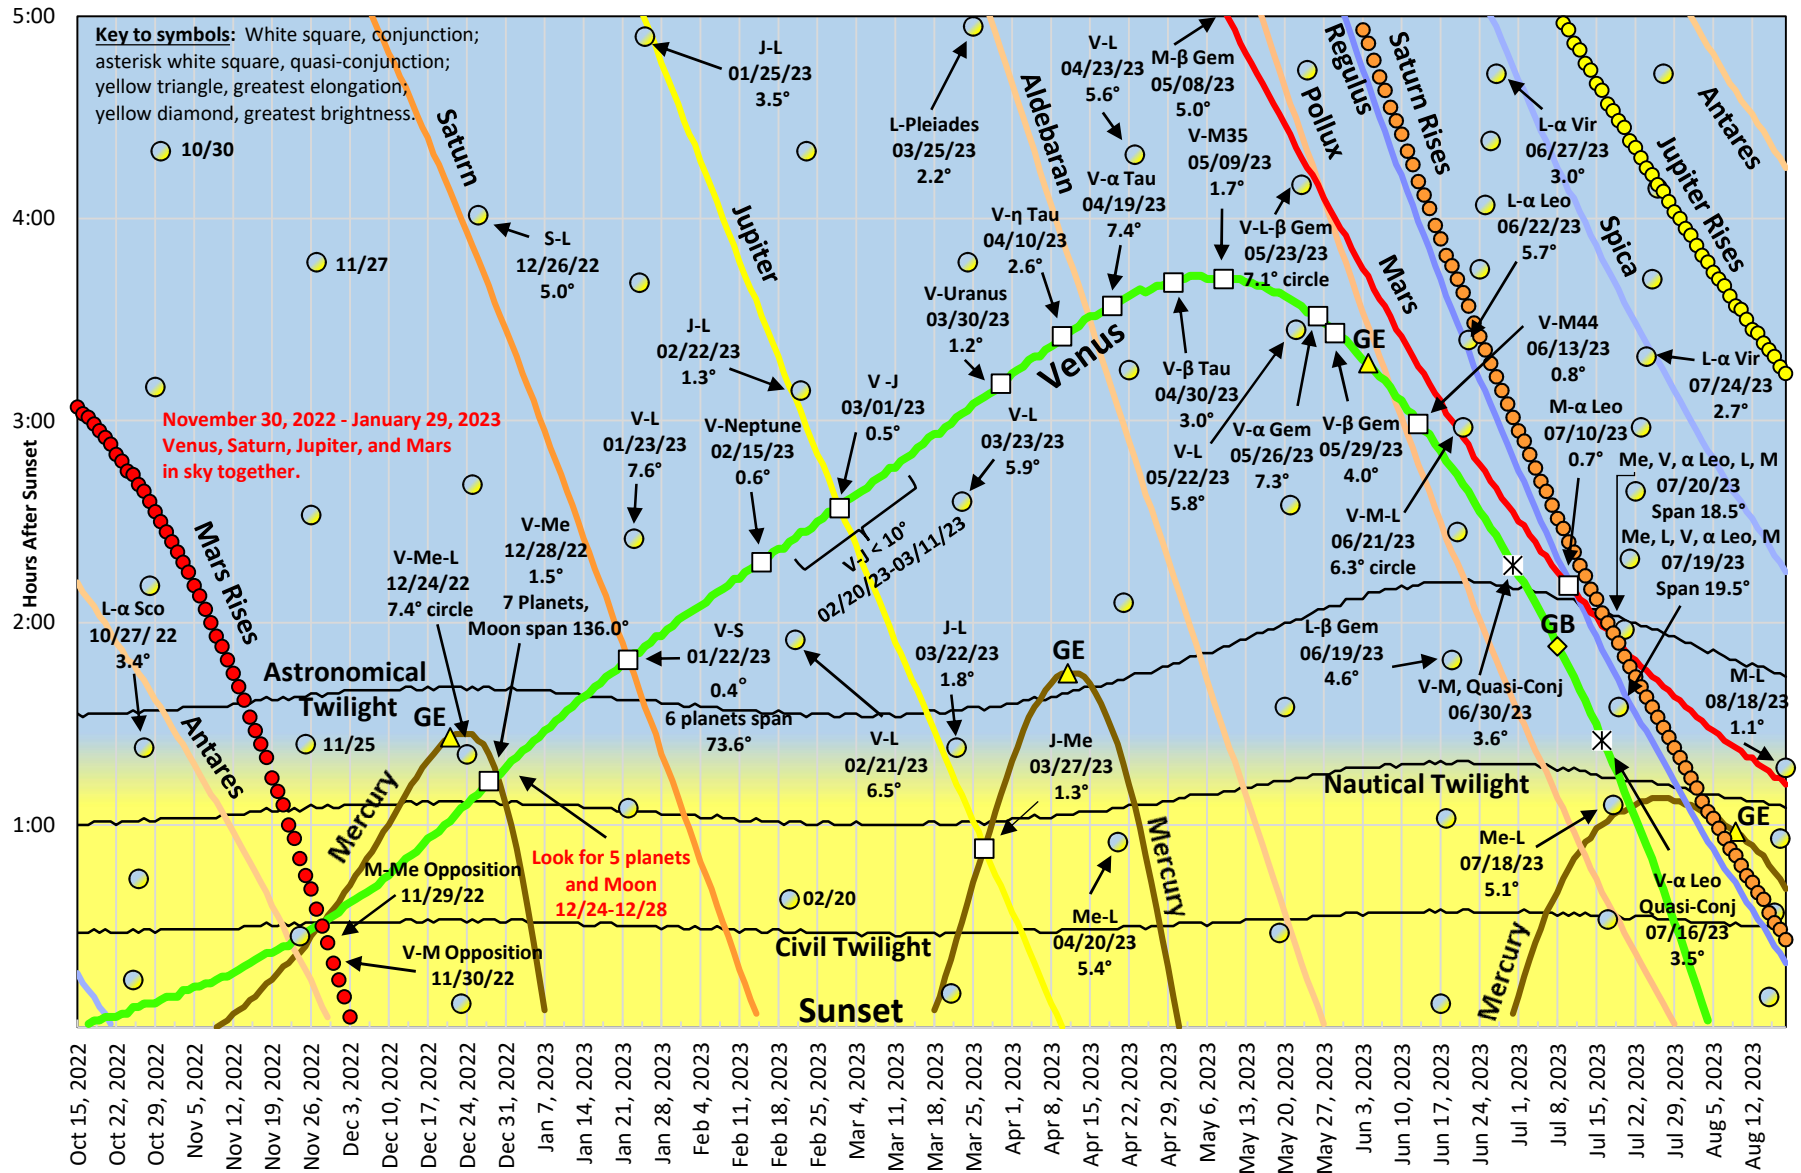 5:00
4:00
3:00
2:00
1:00
Hours After Sunset
Key to symbols: White square, conjunction;
asterisk white square, quasi-conjunction;
yellow triangle, greatest elongation;
yellow diamond, greatest brightness.
10/30
11/27
Saturn
S-L
12/26/22
5.0°
J-L
01/25/23
3.5°
Jupiter
J-L
02/22/23
1.3°
L-Pleiades
03/25/23
2.2°
Aldebaran
V-L
04/23/23
5.6°
M-β Gem
05/08/23
5.0°
V-M35
05/09/23
1.7°
V-α Tau
04/19/23
7.4°
V-η Tau
04/10/23
2.6°
V-Uranus
03/30/23
1.2°
Pollux
Regulus
Saturn Rises
L-α Vir
06/27/23
3.0°
L-α Leo
06/22/23
5.7°
Spica
Jupiter Rises
Antares
V-L-β Gem
05/23/23
7.1° circle
Mars
Venus
GE
V-M44
06/13/23
0.8°
L-α Vir
07/24/23
2.7°
November 30, 2022 - January 29, 2023
Venus, Saturn, Jupiter, and Mars
in sky together.
V-L
01/23/23
7.6°
V-Neptune
02/15/23
0.6°
V -J
03/01/23
0.5°
V-L
03/23/23
5.9°
V-J < 10°
02/20/23-03/11/23
V-β Tau
04/30/23
3.0°
V-L
05/22/23
5.8°
V-α Gem
05/26/23
7.3°
V-β Gem
05/29/23
4.0°
V-M-L
06/21/23
6.3° circle
M-α Leo
07/10/23
0.7°
Me, V, α Leo, L, M
07/20/23
Span 18.5°
Me, L, V, α Leo, M
07/19/23
Span 19.5°
Mars Rises
L-α Sco
10/27/ 22
3.4°
V-Me-L
12/24/22
7.4° circle
V-Me
12/28/22
1.5°
7 Planets,
Moon span 136.0°
V-S
01/22/23
0.4°
6 planets span
73.6°
V-L
02/21/23
6.5°
J-L
03/22/23
1.8°
GE
J-Me
03/27/23
1.3°
L-β Gem
06/19/23
4.6°
V-M, Quasi-Conj
06/30/23
3.6°
GB
M-L
08/18/23
1.1°
Astronomical
Twilight
GE
11/25
Antares
Mercury
M-Me Opposition
11/29/22
V-M Opposition
11/30/22
Look for 5 planets
and Moon
12/24-12/28
02/20
Civil Twilight
Sunset
Me-L
04/20/23
5.4°
Mercury
Nautical Twilight
Me-L
07/18/23
5.1°
Mercury
V-α Leo
Quasi-Conj
07/16/23
3.5°
GE
Oct 15, 2022
Oct 22, 2022
Oct 29, 2022
Nov 5, 2022
Nov 12, 2022
Nov 19, 2022
Nov 26, 2022
Dec 3, 2022
Dec 10, 2022
Dec 17, 2022
Dec 24, 2022
Dec 31, 2022
Jan 7, 2023
Jan 14, 2023
Jan 21, 2023
Jan 28, 2023
Feb 4, 2023
Feb 11, 2023
Feb 18, 2023
Feb 25, 2023
Mar 4, 2023
Mar 11, 2023
Mar 18, 2023
Mar 25, 2023
Apr 1, 2023
Apr 8, 2023
Apr 15, 2023
Apr 22, 2023
Apr 29, 2023
May 6, 2023
May 13, 2023
May 20, 2023
May 27, 2023
Jun 3, 2023
Jun 10, 2023
Jun 17, 2023
Jun 24, 2023
Jul 1, 2023
Jul 8, 2023
Jul 15, 2023
Jul 22, 2023
Jul 29, 2023
Aug 5, 2023
Aug 12, 2023